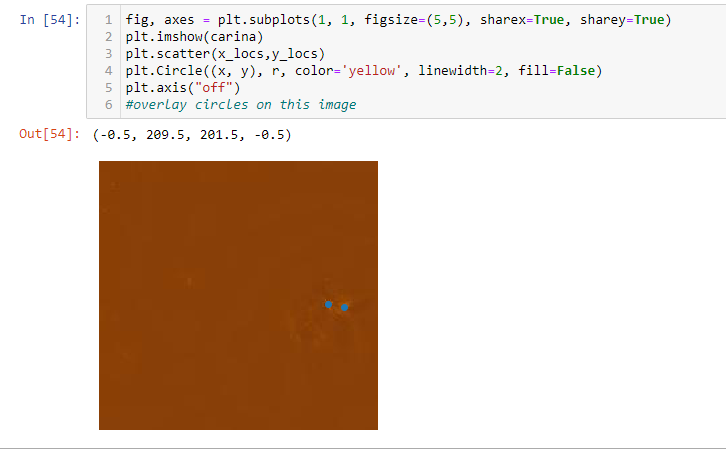 In [54]:
1 fig, axes = plt.subplots(1, 1, figsize=(5,5), sharex=True, sharey=True)
2 plt.imshow(carina)
3 plt.scatter(x_locs,y_locs)
4 plt.Circle((x, y), r, color='yellow', linewidth=2, fill=False)
5 plt.axis("off")
6 #overlay circles on this image
Out[54]: (-0.5, 209.5, 201.5, -0.5)